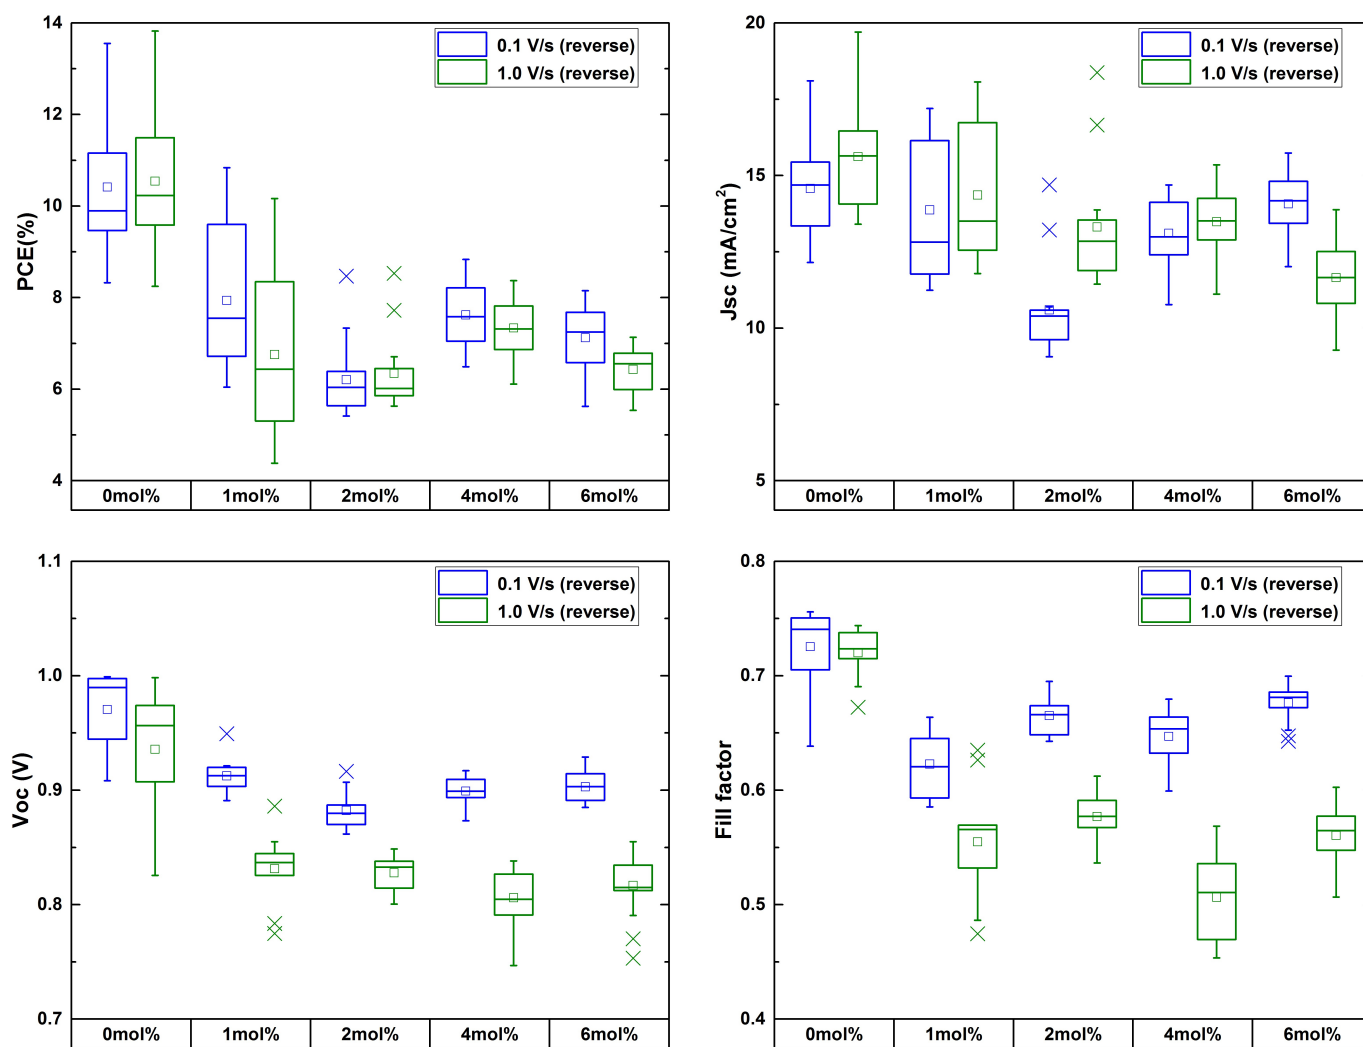 14
12
10
8
6
4
PCE(%)
0.1 V/s (reverse)
1.0 V/s (reverse)
0mol%
1mol%
2mol%
4mol%
6mol%
20
15
10
5
Jsc (mA/cm²)
0.1 V/s (reverse)
1.0 V/s (reverse)
0mol%
1mol%
2mol%
4mol%
6mol%
1.1
1.0
0.9
0.8
0.7
Voc (V)
0.1 V/s (reverse)
1.0 V/s (reverse)
0mol%
1mol%
2mol%
4mol%
6mol%
0.8
0.7
0.6
0.5
0.4
Fill factor
0.1 V/s (reverse)
1.0 V/s (reverse)
0mol%
1mol%
2mol%
4mol%
6mol%